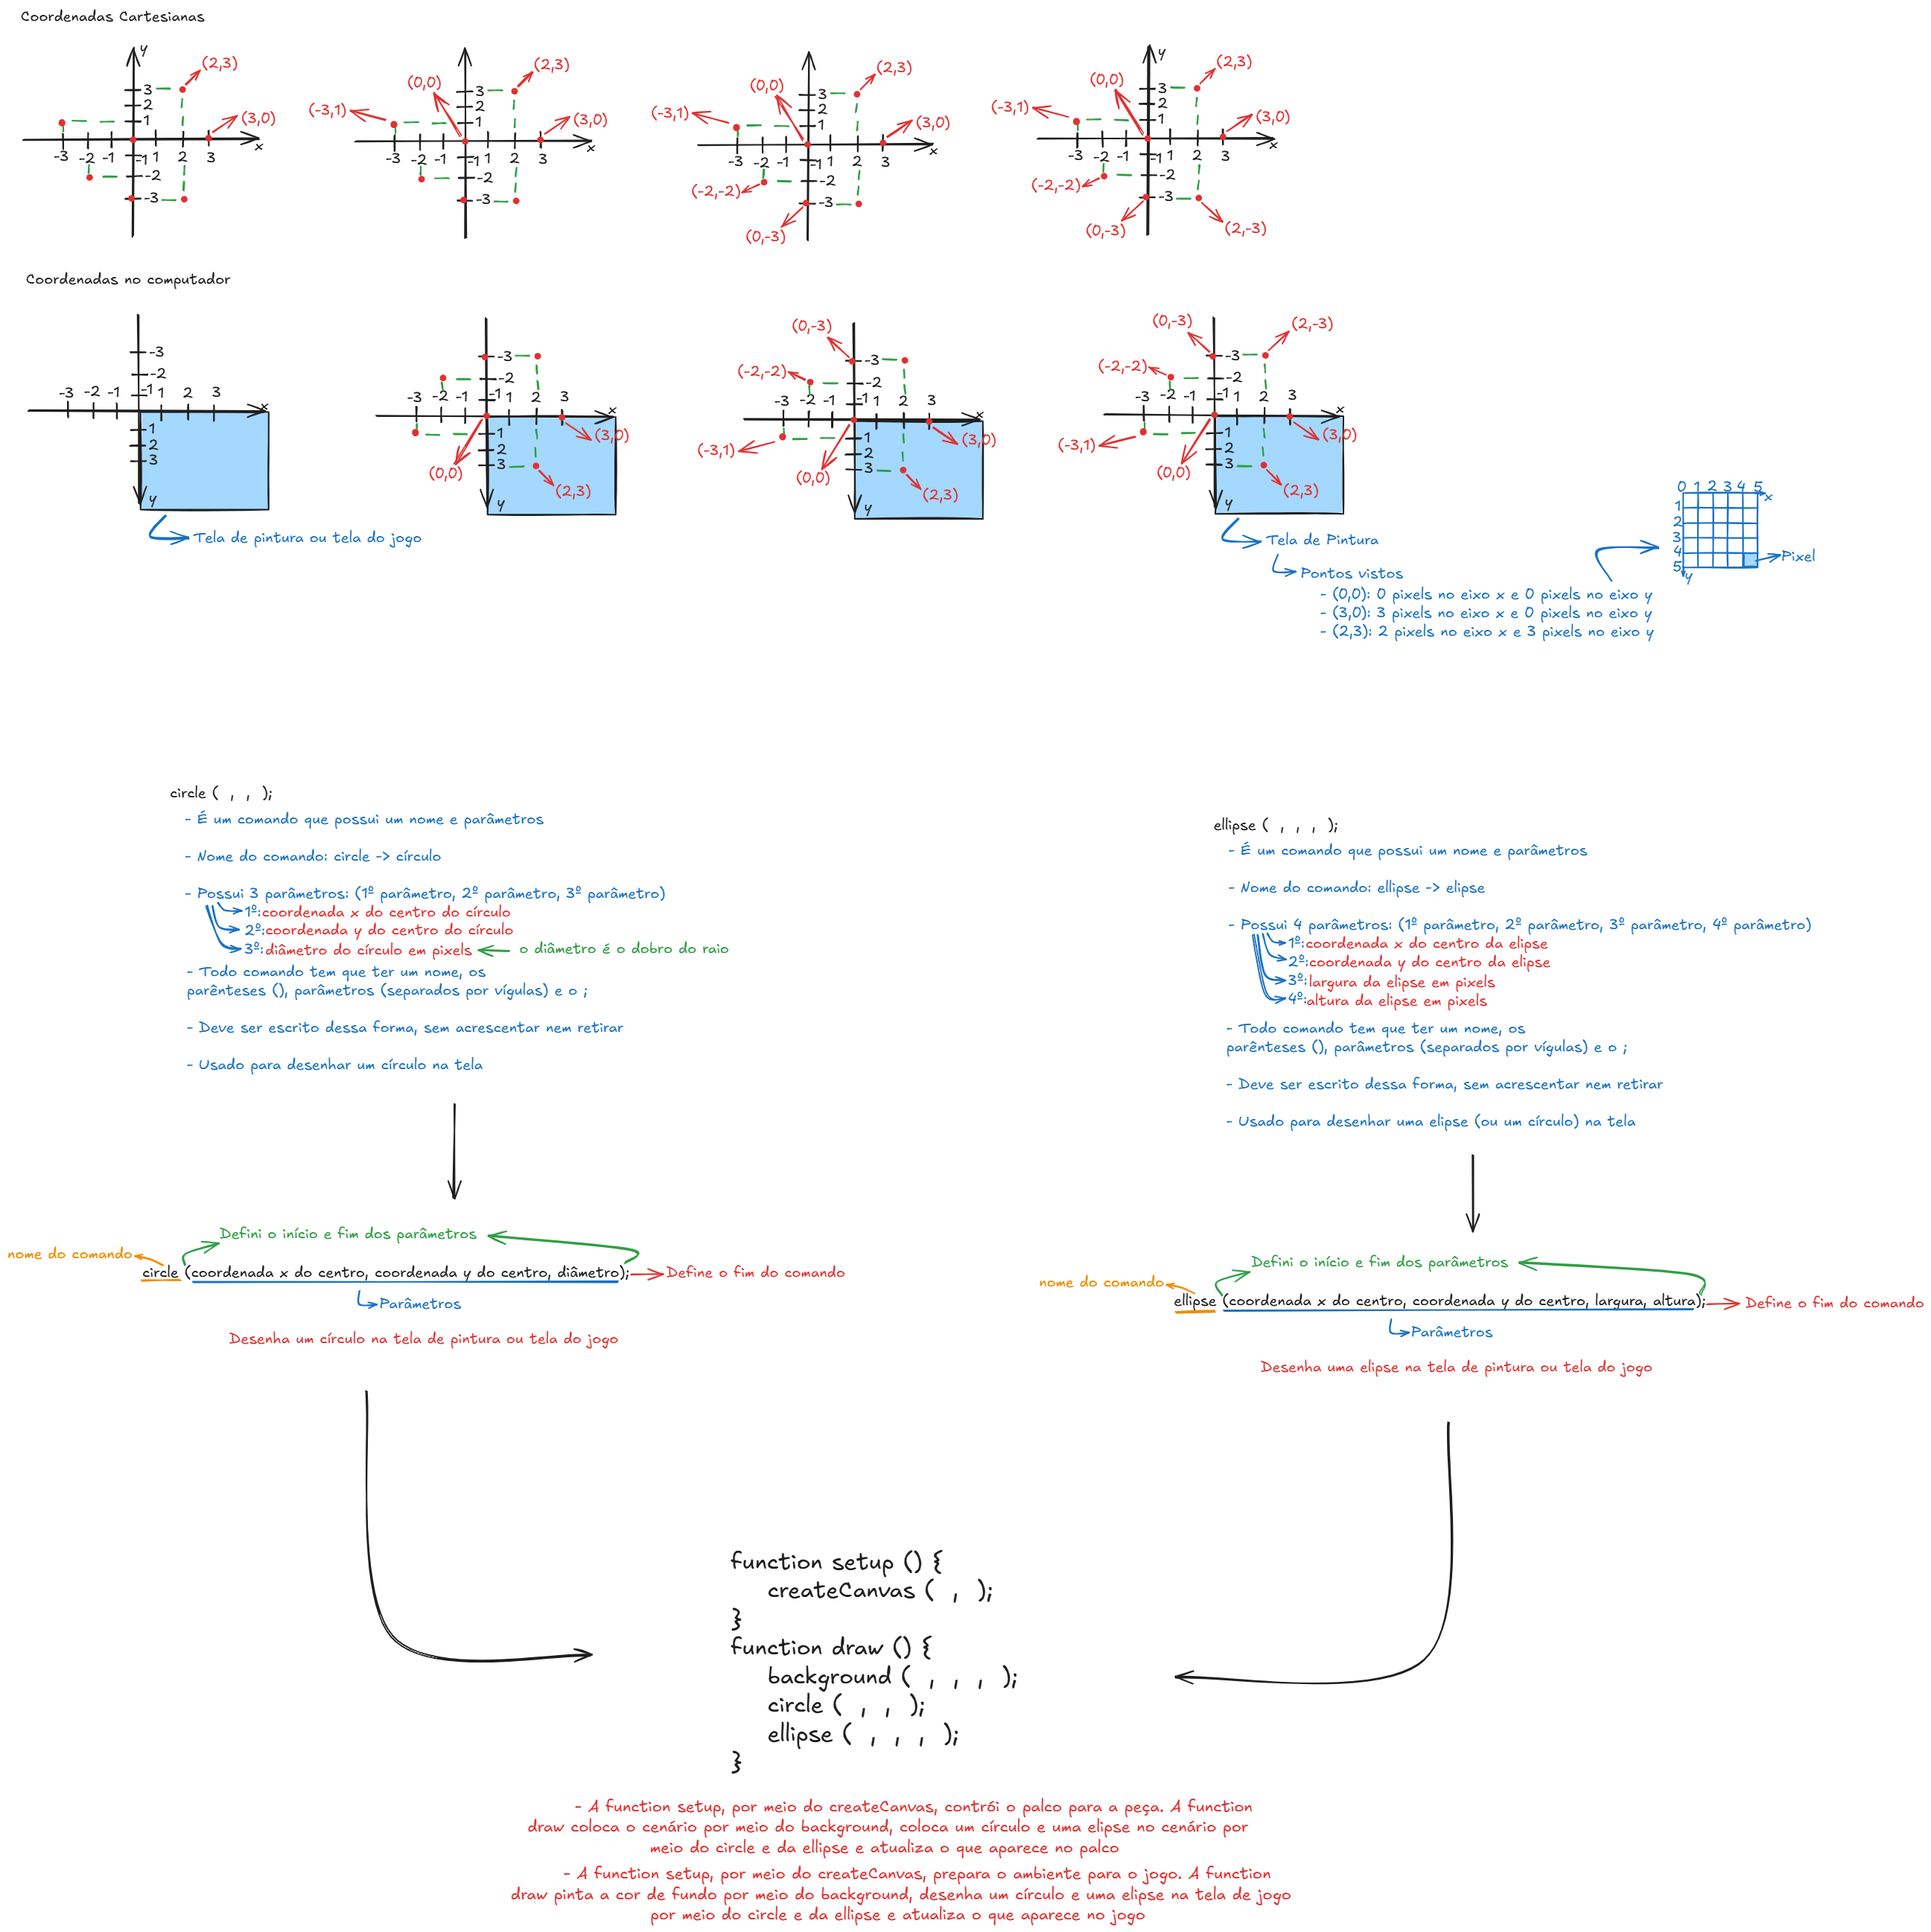 Coordenadas Cartesianas
y
(2,3)
3
2
1
(3,0)
x
-3 -2 -1 -1 1 2 3
-2
-3
(0,0)
(2,3)
(-3,1)
3
2
1
(3,0)
x
-3 -2 -1 -1 1 2 3
-2
-3
(0,0)
(2,3)
(-3,1)
3
2
1
(3,0)
x
-3 -2 -1 -1 1 2 3
-2
(-2,-2)
-3
(0,-3)
y
(0,0)
(2,3)
(-3,1)
3
2
1
(3,0)
x
-3 -2 -1 -1 1 2 3
-2
(-2,-2)
-3
(0,-3)
(2,-3)
Coordenadas no computador
-3
-2
-3 -2 -1 -1 1 2 3
x
1
2
3
y
Tela de pintura ou tela do jogo
-3
-2
-3 -2 -1 -1 1 2 3
x
1
(3,0)
2
3
(0,0)
(2,3)
y
(0,-3)
-3
(-2,-2)
-2
-3 -2 -1 -1 1 2 3
x
1
(3,0)
(-3,1)
2
3
(0,0)
(2,3)
y
(0,-3)
(2,-3)
-3
(-2,-2)
-2
-3 -2 -1 -1 1 2 3
x
1
(3,0)
(-3,1)
2
3
(0,0)
(2,3)
y
Tela de Pintura
Pontos vistos
- (0,0): 0 pixels no eixo x e 0 pixels no eixo y
- (3,0): 3 pixels no eixo x e 0 pixels no eixo y
- (2,3): 2 pixels no eixo x e 3 pixels no eixo y
0 1 2 3 4 5
x
1
2
3
4
5
y
Pixel
circle ( , , );
- É um comando que possui um nome e parâmetros
- Nome do comando: circle -> círculo
- Possui 3 parâmetros: (1º parâmetro, 2º parâmetro, 3º parâmetro)
1º:coordenada x do centro do círculo
2º:coordenada y do centro do círculo
3º:diâmetro do círculo em pixels
o diâmetro é o dobro do raio
- Todo comando tem que ter um nome, os
parênteses (), parâmetros (separados por vígulas) e o ;
- Deve ser escrito dessa forma, sem acrescentar nem retirar
- Usado para desenhar um círculo na tela
ellipse ( , , , );
- É um comando que possui um nome e parâmetros
- Nome do comando: ellipse -> elipse
- Possui 4 parâmetros: (1º parâmetro, 2º parâmetro, 3º parâmetro, 4º parâmetro)
1º:coordenada x do centro da elipse
2º:coordenada y do centro da elipse
3º:largura da elipse em pixels
4º:altura da elipse em pixels
- Todo comando tem que ter um nome, os
parênteses (), parâmetros (separados por vígulas) e o ;
- Deve ser escrito dessa forma, sem acrescentar nem retirar
- Usado para desenhar uma elipse (ou um círculo) na tela
Defini o início e fim dos parâmetros
nome do comando
circle (coordenada x do centro, coordenada y do centro, diâmetro);
Define o fim do comando
Parâmetros
Desenha um círculo na tela de pintura ou tela do jogo
Defini o início e fim dos parâmetros
nome do comando
ellipse (coordenada x do centro, coordenada y do centro, largura, altura);
Define o fim do comando
Parâmetros
Desenha uma elipse na tela de pintura ou tela do jogo
function setup () {
createCanvas ( , );
}
function draw () {
background ( , , , );
circle ( , , );
ellipse ( , , , );
}
- A function setup, por meio do createCanvas, contrói o palco para a peça. A function
draw coloca o cenário por meio do background, coloca um círculo e uma elipse no cenário por
meio do circle e da ellipse e atualiza o que aparece no palco
- A function setup, por meio do createCanvas, prepara o ambiente para o jogo. A function
draw pinta a cor de fundo por meio do background, desenha um círculo e uma elipse na tela de jogo
por meio do circle e da ellipse e atualiza o que aparece no jogo